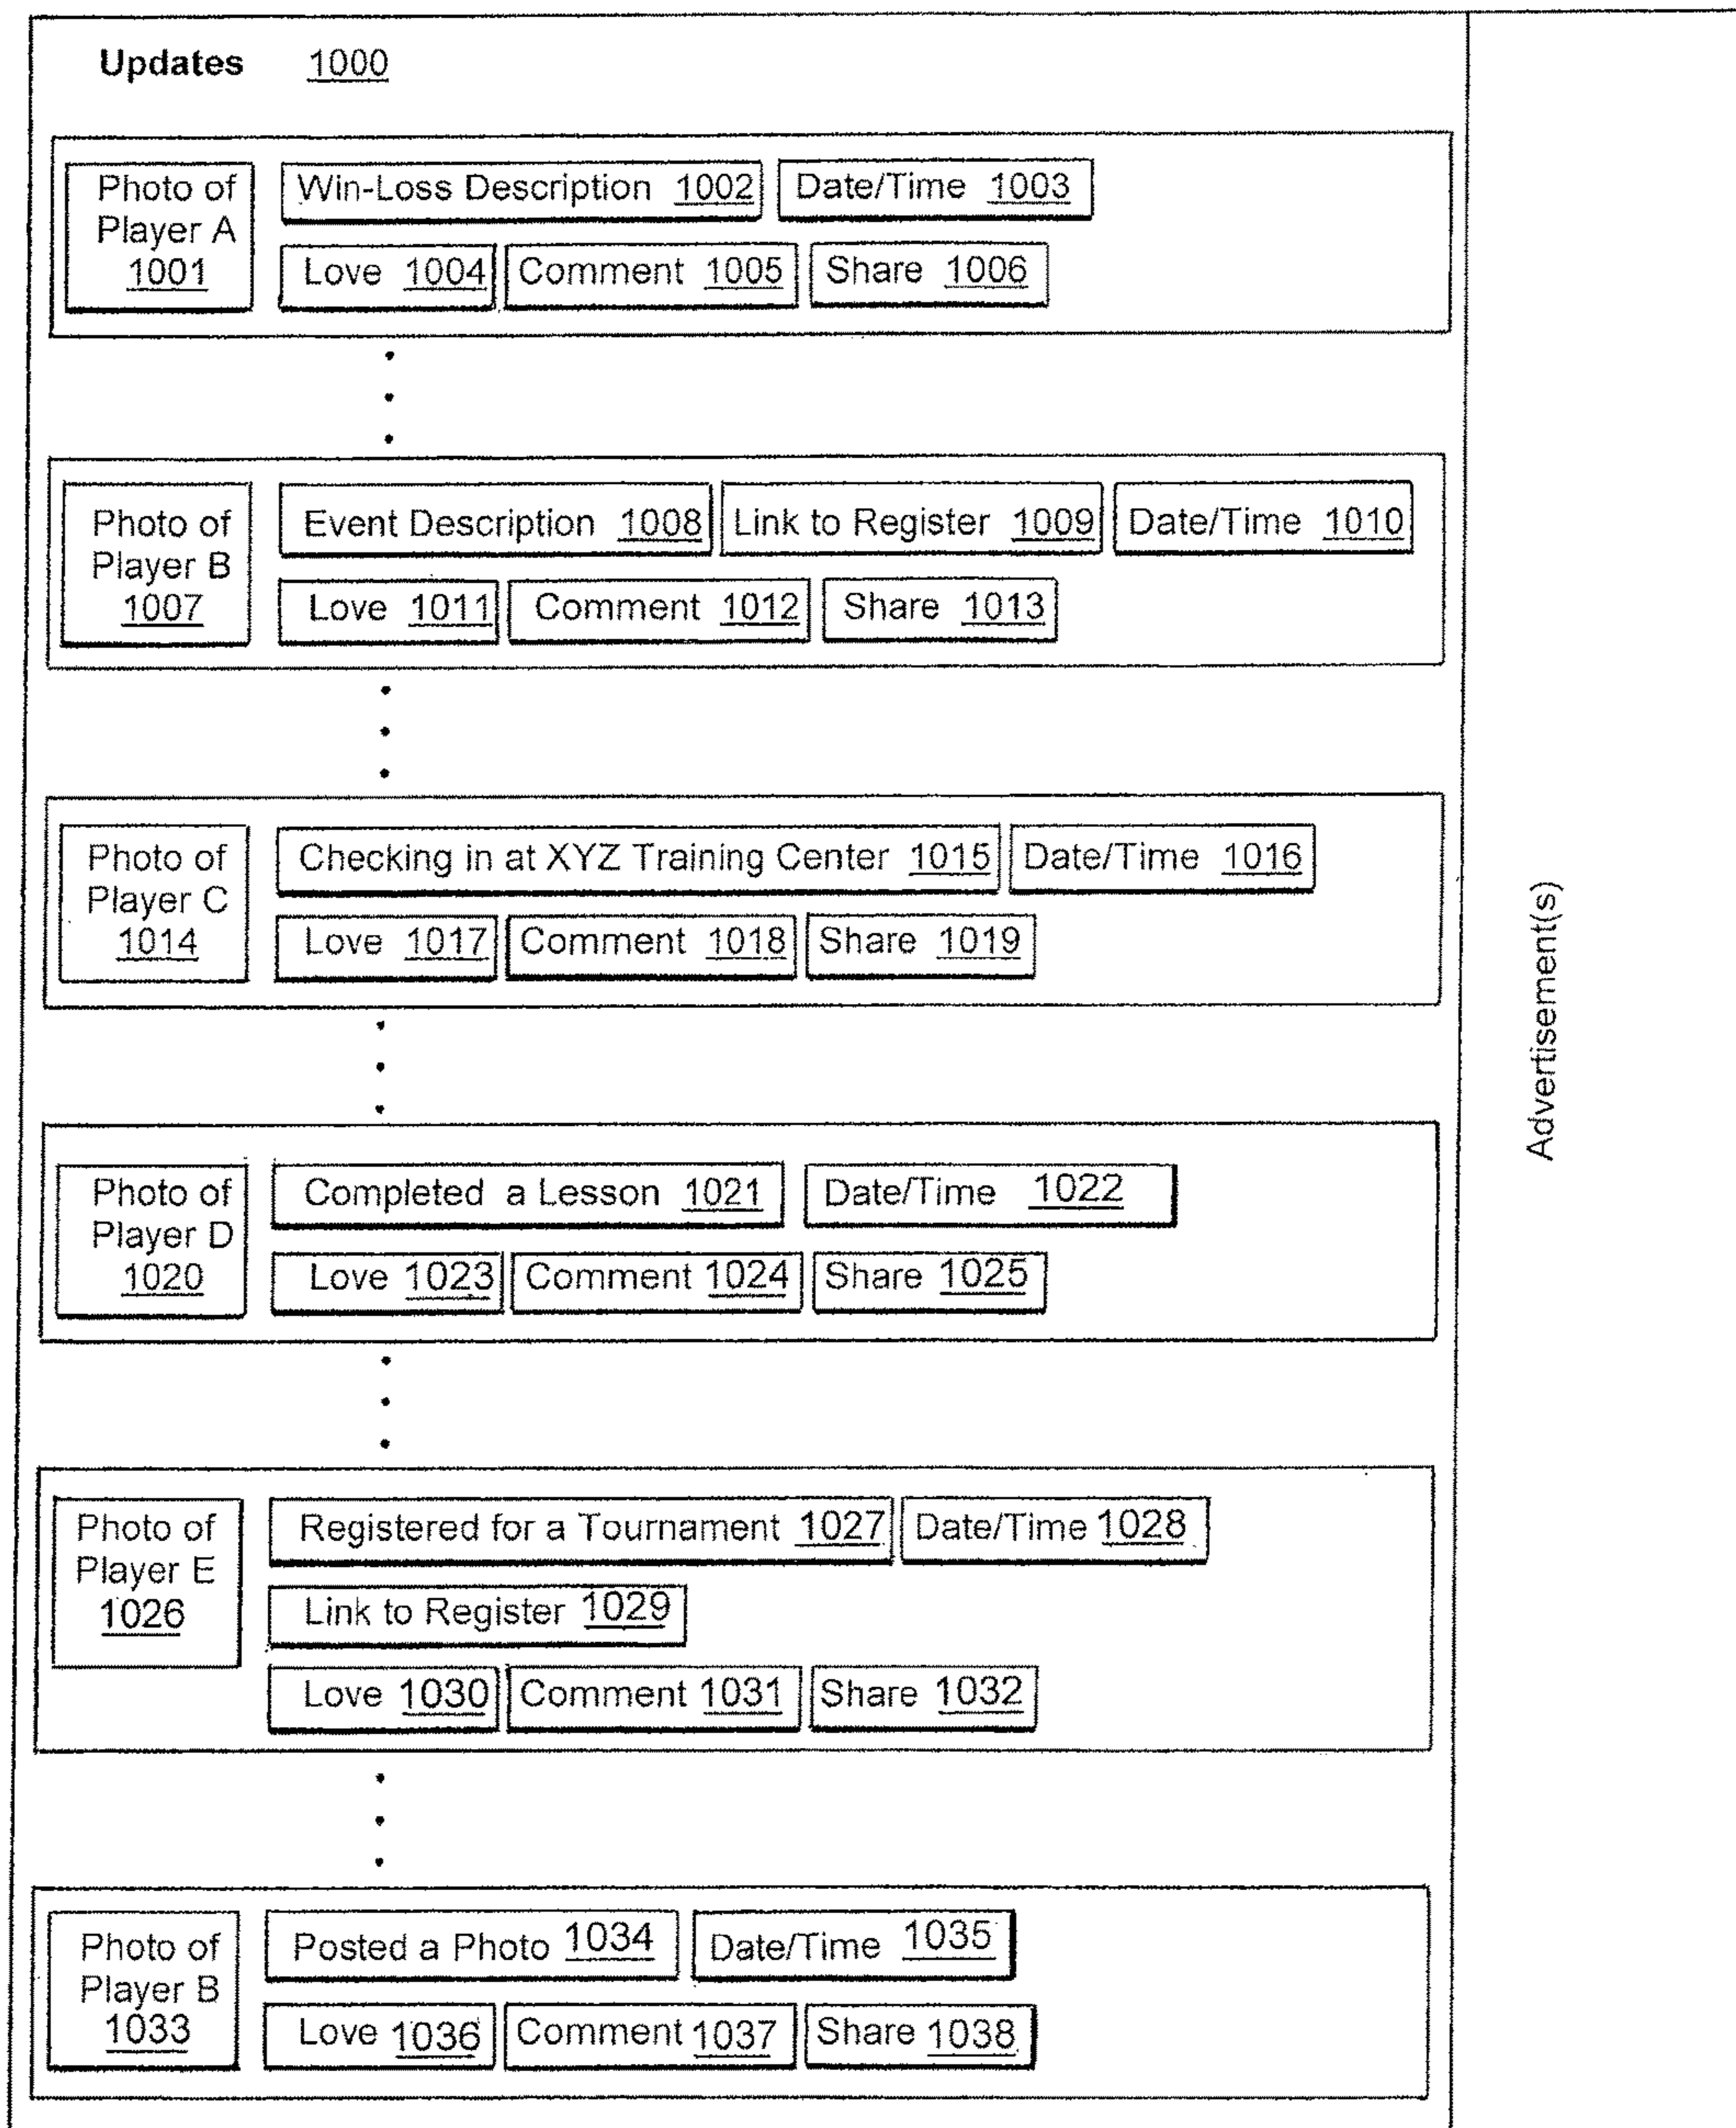 Updates 1000
Photo of
Player A
1001
Win-Loss Description 1002 Date/Time 1003
Love 1004 Comment 1005 Share 1006
Photo of
Player B
1007
Event Description 1008 Link to Register 1009 Date/Time 1010
Love 1011 Comment 1012 Share 1013
Photo of
Player C
1014
Checking in at XYZ Training Center 1015 Date/Time 1016
Love 1017 Comment 1018 Share 1019
Photo of
Player D
1020
Completed a Lesson 1021 Date/Time 1022
Love 1023 Comment 1024 Share 1025
Photo of
Player E
1026
Registered for a Tournament 1027 Date/Time 1028
Link to Register 1029
Love 1030 Comment 1031 Share 1032
Photo of
Player B
1033
Posted a Photo 1034 Date/Time 1035
Love 1036 Comment 1037 Share 1038
Advertisement(s)